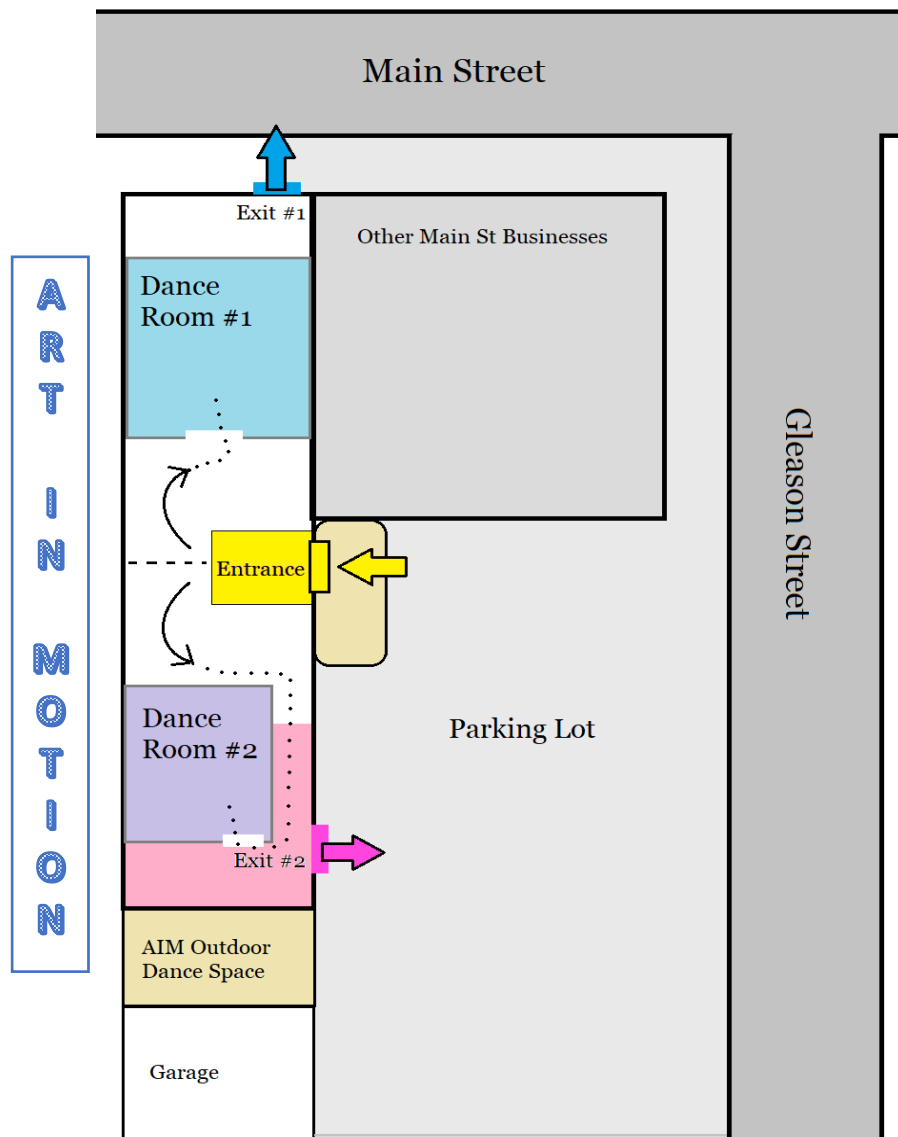 Main Street
Exit #1
Other Main St Businesses
Dance
Room #1
ART IN MOTION
Gleason Street
Entrance
Dance
Room #2
Parking Lot
Exit #2
AIM Outdoor
Dance Space
Garage